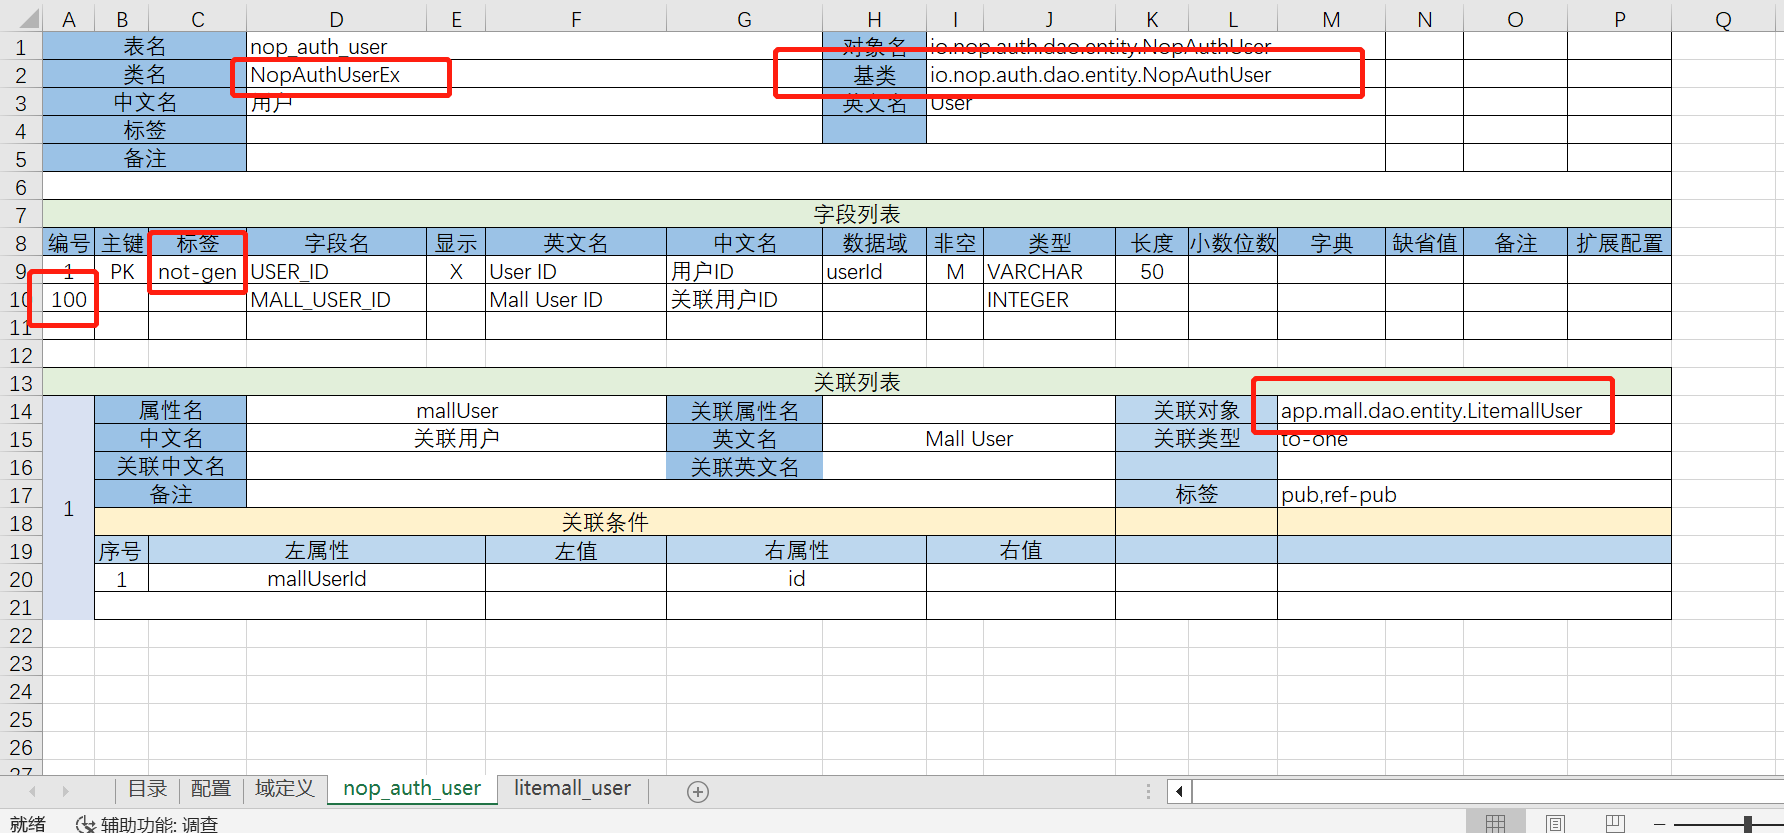 A B C D E F G H I J K L M N O P Q
1 表名 nop_auth_user 对象名 io.nop.auth.dao.entity.NopAuthUser
2 类名 NopAuthUserEx 基类 io.nop.auth.dao.entity.NopAuthUser
3 中文名 用户 英文名 User
4 标签
5 备注
6
7 字段列表
8 编号 主键 标签 字段名 显示 英文名 中文名 数据域 非空 类型 长度 小数位数 字典 缺省值 备注 扩展配置
9 1 PK not-gen USER_ID X User ID 用户ID userId M VARCHAR 50
10 100 MALL_USER_ID Mall User ID 关联用户ID INTEGER
11
12
13 关联列表
14 属性名 mallUser 关联属性名 关联对象 app.mall.dao.entity.LitemallUser
15 中文名 关联用户 英文名 Mall User 关联类型 to-one
16 关联中文名 关联英文名
17 1 备注 标签 pub,ref-pub
18 关联条件
19 序号 左属性 左值 右属性 右值
20 1 mallUserId id
21
22
23
24
25
26
27
目录 配置 域定义 nop_auth_user litemall_user
就绪 辅助功能: 调查